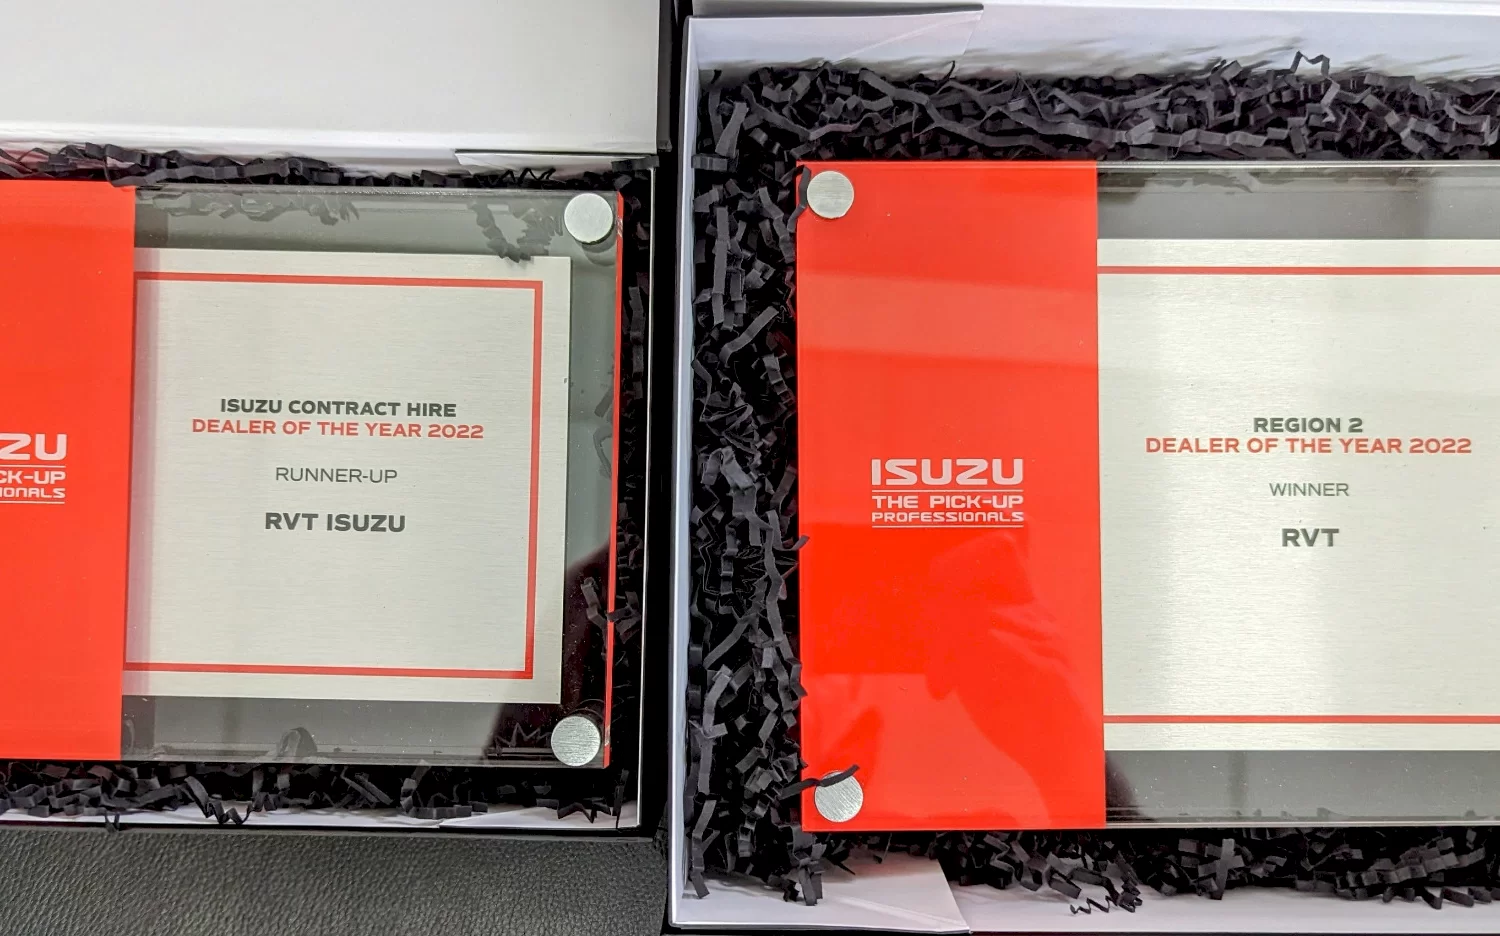 ZU
CK-UP
IONALS
ISUZU CONTRACT HIRE
DEALER OF THE YEAR 2022
RUNNER-UP
RVT ISUZU
ISUZU
THE PICK-UP
PROFESSIONALS
REGION 2
DEALER OF THE YEAR 2022
WINNER
RVT